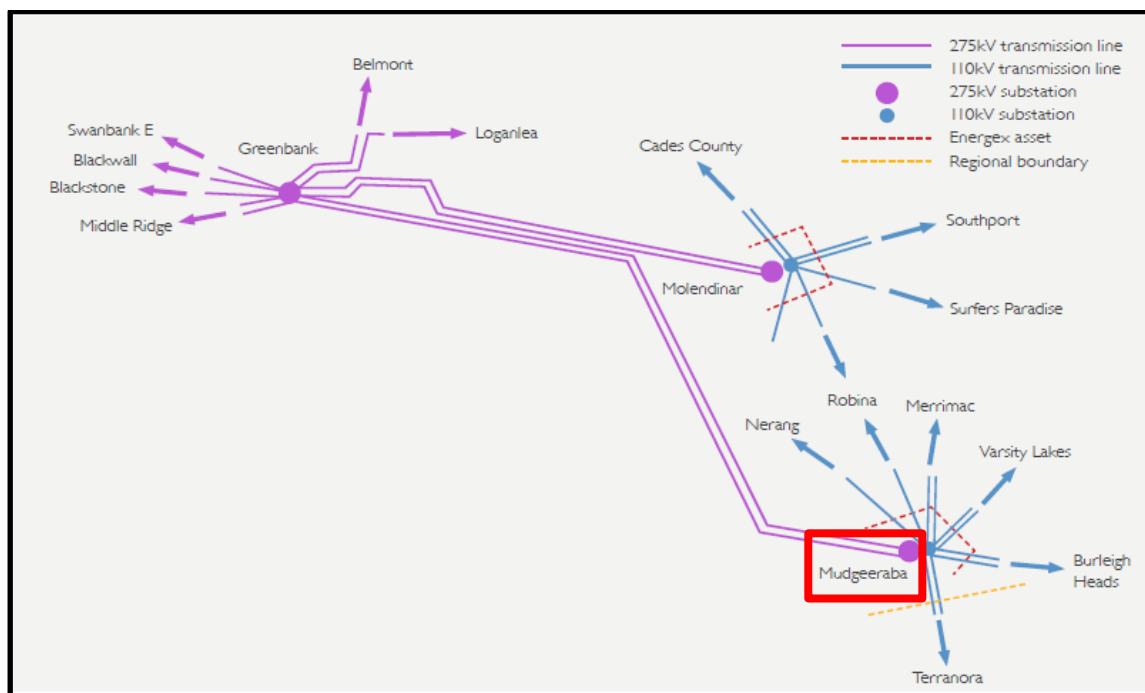 275kV transmission line
110kV transmission line
275kV substation
110kV substation
Energex asset
Regional boundary
Belmont
Swanbank E
Greenbank
Loganlea
Blackwall
Blackstone
Middle Ridge
Cades County
Southport
Molendinar
Surfers Paradise
Robina
Merrimac
Nerang
Varsity Lakes
Mudgeeraba
Burleigh
Heads
Terranora